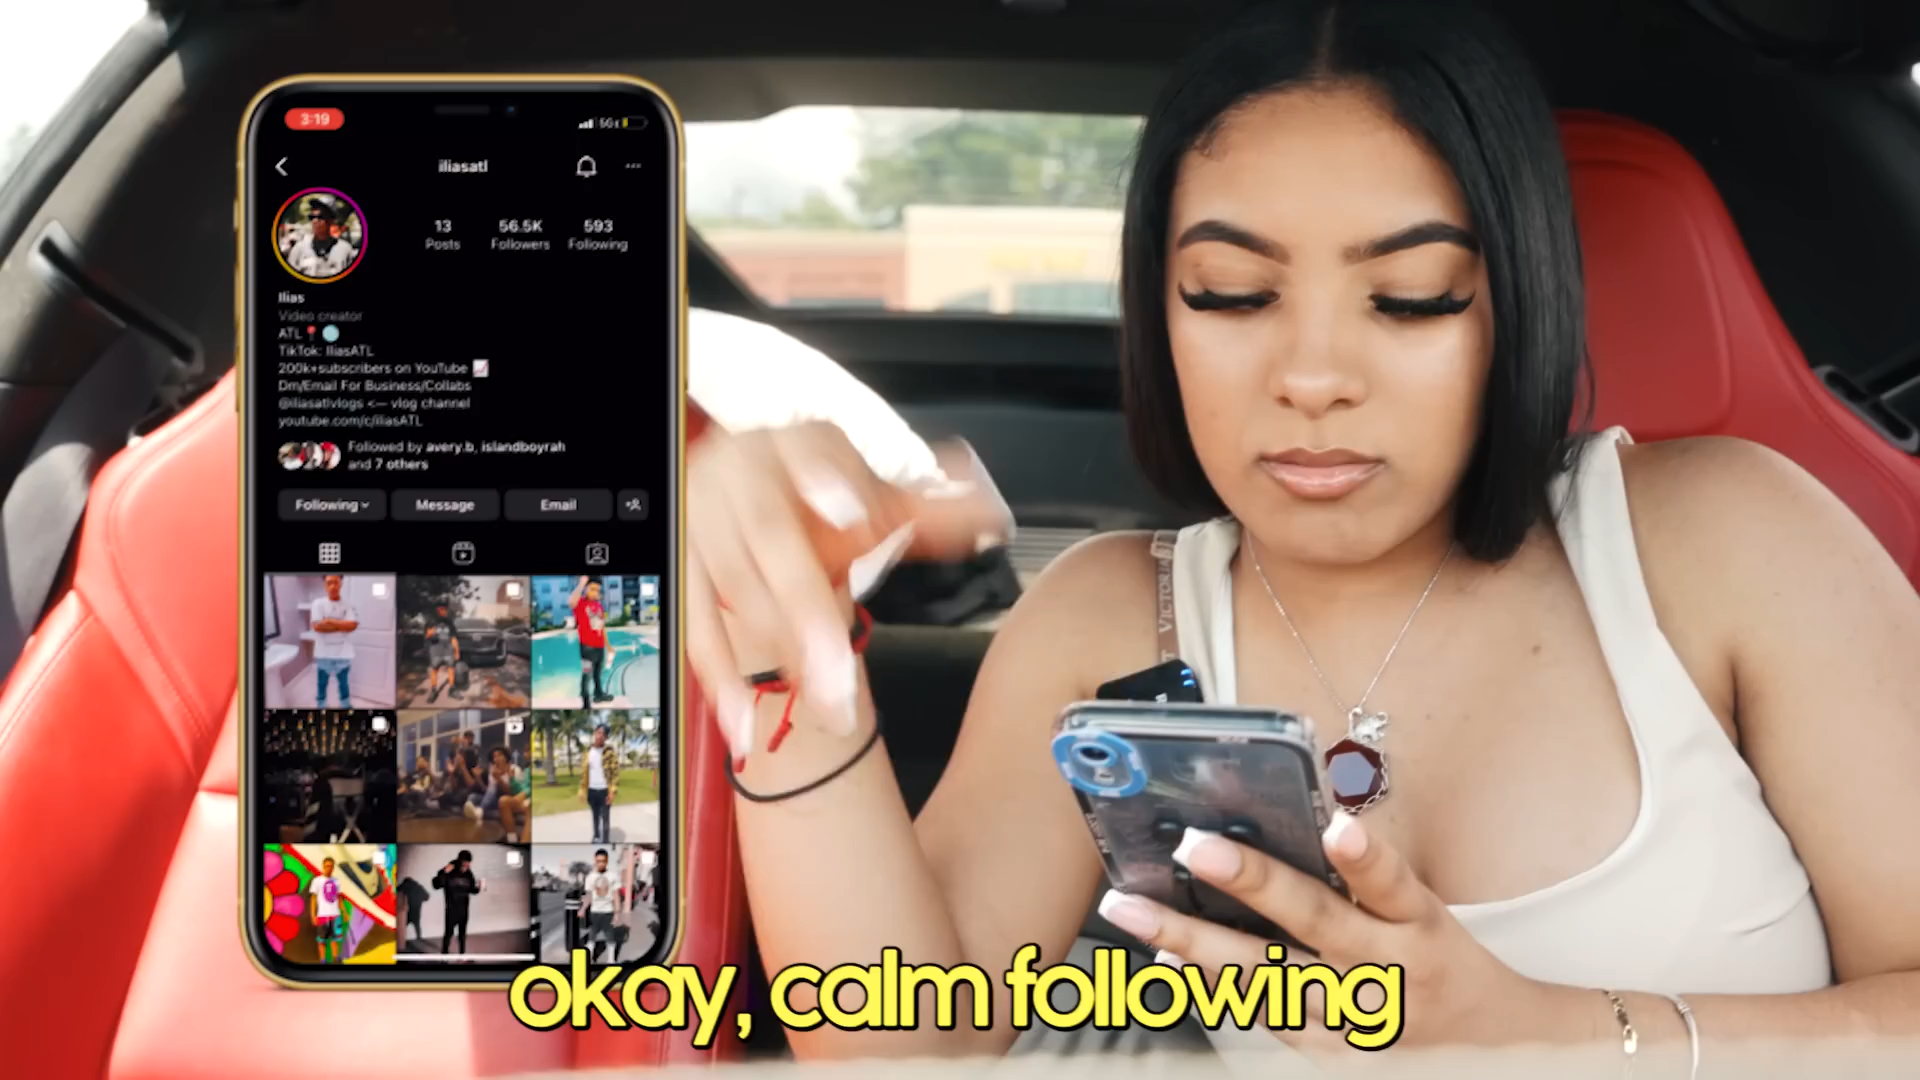 3:19
5G
iliasatl
13
Posts
56.5K
Followers
593
Following
Ilias
Video creator
ATL
TikTok: IliasATL
200k+subscribers on YouTube
Dm/Email For Business/Collabs
@iliasatlvlogs <— vlog channel
youtube.com/c/iliasATL
Followed by avery.b, islandboyrah
and 7 others
Following
Message
Email
VICTORIA
okay, calm following